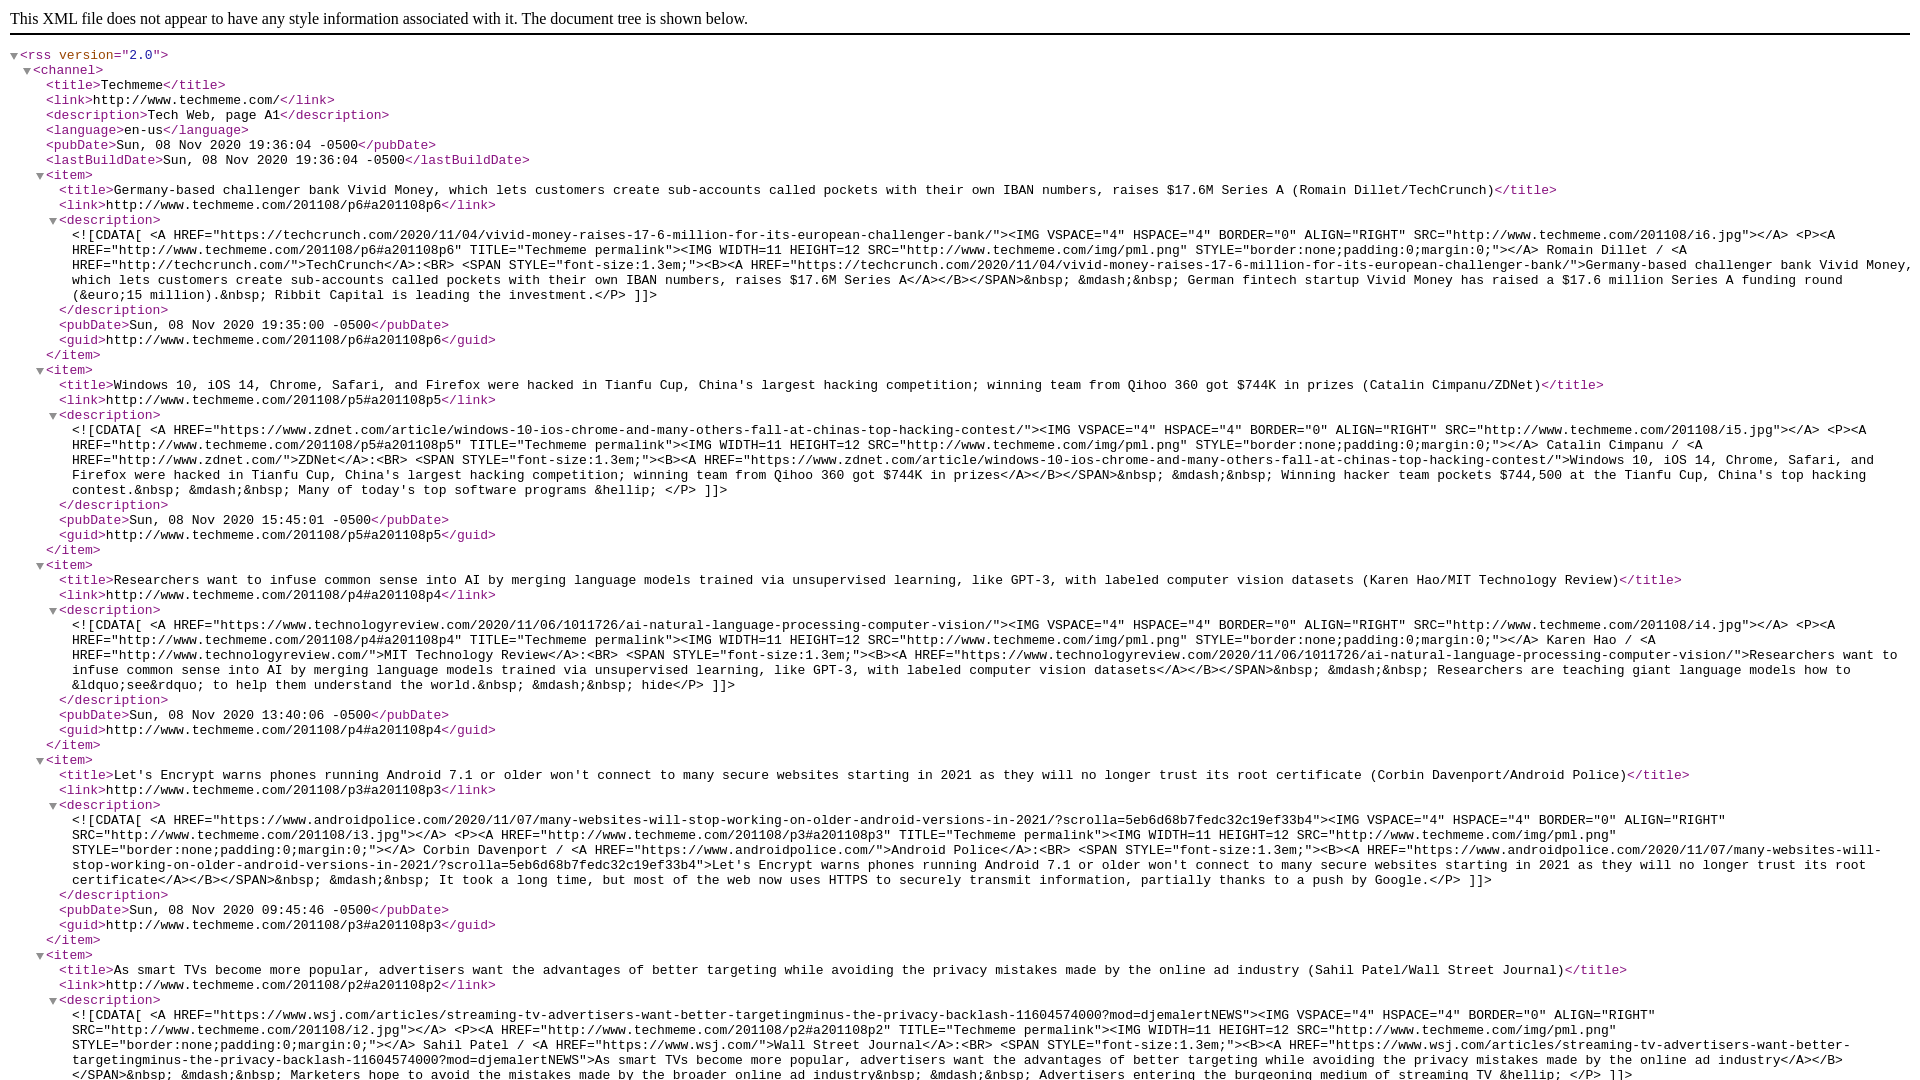 This XML file does not appear to have any style information associated with it. The document tree is shown below.
<rss version="2.0">
<channel>
<title>Techmeme</title>
<link>http://www.techmeme.com/</link>
<description>Tech Web, page A1</description>
<language>en-us</language>
<pubDate>Sun, 08 Nov 2020 19:36:04 -0500</pubDate>
<lastBuildDate>Sun, 08 Nov 2020 19:36:04 -0500</lastBuildDate>
<item>
<title>Germany-based challenger bank Vivid Money, which lets customers create sub-accounts called pockets with their own IBAN numbers, raises $17.6M Series A (Romain Dillet/TechCrunch)</title>
<link>http://www.techmeme.com/201108/p6#a201108p6</link>
<description>
<![CDATA[ <A HREF="https://techcrunch.com/2020/11/04/vivid-money-raises-17-6-million-for-its-european-challenger-bank/"><IMG VSPACE="4" HSPACE="4" BORDER="0" ALIGN="RIGHT" SRC="http://www.techmeme.com/201108/i6.jpg"></A> <P><A
HREF="http://www.techmeme.com/201108/p6#a201108p6" TITLE="Techmeme permalink"><IMG WIDTH=11 HEIGHT=12 SRC="http://www.techmeme.com/img/pml.png" STYLE="border:none;padding:0;margin:0;"></A> Romain Dillet / <A
HREF="http://techcrunch.com/">TechCrunch</A>:<BR> <SPAN STYLE="font-size:1.3em;"><B><A HREF="https://techcrunch.com/2020/11/04/vivid-money-raises-17-6-million-for-its-european-challenger-bank/">Germany-based challenger bank Vivid Money,
which lets customers create sub-accounts called pockets with their own IBAN numbers, raises $17.6M Series A</A></B></SPAN>&nbsp; &mdash;&nbsp; German fintech startup Vivid Money has raised a $17.6 million Series A funding round
(&euro;15 million).&nbsp; Ribbit Capital is leading the investment.</P> ]]>
</description>
<pubDate>Sun, 08 Nov 2020 19:35:00 -0500</pubDate>
<guid>http://www.techmeme.com/201108/p6#a201108p6</guid>
</item>
<item>
<title>Windows 10, iOS 14, Chrome, Safari, and Firefox were hacked in Tianfu Cup, China's largest hacking competition; winning team from Qihoo 360 got $744K in prizes (Catalin Cimpanu/ZDNet)</title>
<link>http://www.techmeme.com/201108/p5#a201108p5</link>
<description>
<![CDATA[ <A HREF="https://www.zdnet.com/article/windows-10-ios-chrome-and-many-others-fall-at-chinas-top-hacking-contest/"><IMG VSPACE="4" HSPACE="4" BORDER="0" ALIGN="RIGHT" SRC="http://www.techmeme.com/201108/i5.jpg"></A> <P><A
HREF="http://www.techmeme.com/201108/p5#a201108p5" TITLE="Techmeme permalink"><IMG WIDTH=11 HEIGHT=12 SRC="http://www.techmeme.com/img/pml.png" STYLE="border:none;padding:0;margin:0;"></A> Catalin Cimpanu / <A
HREF="http://www.zdnet.com/">ZDNet</A>:<BR> <SPAN STYLE="font-size:1.3em;"><B><A HREF="https://www.zdnet.com/article/windows-10-ios-chrome-and-many-others-fall-at-chinas-top-hacking-contest/">Windows 10, iOS 14, Chrome, Safari, and
Firefox were hacked in Tianfu Cup, China's largest hacking competition; winning team from Qihoo 360 got $744K in prizes</A></B></SPAN>&nbsp; &mdash;&nbsp; Winning hacker team pockets $744,500 at the Tianfu Cup, China's top hacking
contest.&nbsp; &mdash;&nbsp; Many of today's top software programs &hellip; </P> ]]>
</description>
<pubDate>Sun, 08 Nov 2020 15:45:01 -0500</pubDate>
<guid>http://www.techmeme.com/201108/p5#a201108p5</guid>
</item>
<item>
<title>Researchers want to infuse common sense into AI by merging language models trained via unsupervised learning, like GPT-3, with labeled computer vision datasets (Karen Hao/MIT Technology Review)</title>
<link>http://www.techmeme.com/201108/p4#a201108p4</link>
<description>
<![CDATA[ <A HREF="https://www.technologyreview.com/2020/11/06/1011726/ai-natural-language-processing-computer-vision/"><IMG VSPACE="4" HSPACE="4" BORDER="0" ALIGN="RIGHT" SRC="http://www.techmeme.com/201108/i4.jpg"></A> <P><A
HREF="http://www.techmeme.com/201108/p4#a201108p4" TITLE="Techmeme permalink"><IMG WIDTH=11 HEIGHT=12 SRC="http://www.techmeme.com/img/pml.png" STYLE="border:none;padding:0;margin:0;"></A> Karen Hao / <A
HREF="http://www.technologyreview.com/">MIT Technology Review</A>:<BR> <SPAN STYLE="font-size:1.3em;"><B><A HREF="https://www.technologyreview.com/2020/11/06/1011726/ai-natural-language-processing-computer-vision/">Researchers want to
infuse common sense into AI by merging language models trained via unsupervised learning, like GPT-3, with labeled computer vision datasets</A></B></SPAN>&nbsp; &mdash;&nbsp; Researchers are teaching giant language models how to
&ldquo;see&rdquo; to help them understand the world.&nbsp; &mdash;&nbsp; hide</P> ]]>
</description>
<pubDate>Sun, 08 Nov 2020 13:40:06 -0500</pubDate>
<guid>http://www.techmeme.com/201108/p4#a201108p4</guid>
</item>
<item>
<title>Let's Encrypt warns phones running Android 7.1 or older won't connect to many secure websites starting in 2021 as they will no longer trust its root certificate (Corbin Davenport/Android Police)</title>
<link>http://www.techmeme.com/201108/p3#a201108p3</link>
<description>
<![CDATA[ <A HREF="https://www.androidpolice.com/2020/11/07/many-websites-will-stop-working-on-older-android-versions-in-2021/?scrolla=5eb6d68b7fedc32c19ef33b4"><IMG VSPACE="4" HSPACE="4" BORDER="0" ALIGN="RIGHT"
SRC="http://www.techmeme.com/201108/i3.jpg"></A> <P><A HREF="http://www.techmeme.com/201108/p3#a201108p3" TITLE="Techmeme permalink"><IMG WIDTH=11 HEIGHT=12 SRC="http://www.techmeme.com/img/pml.png"
STYLE="border:none;padding:0;margin:0;"></A> Corbin Davenport / <A HREF="https://www.androidpolice.com/">Android Police</A>:<BR> <SPAN STYLE="font-size:1.3em;"><B><A HREF="https://www.androidpolice.com/2020/11/07/many-websites-will-
stop-working-on-older-android-versions-in-2021/?scrolla=5eb6d68b7fedc32c19ef33b4">Let's Encrypt warns phones running Android 7.1 or older won't connect to many secure websites starting in 2021 as they will no longer trust its root
certificate</A></B></SPAN>&nbsp; &mdash;&nbsp; It took a long time, but most of the web now uses HTTPS to securely transmit information, partially thanks to a push by Google.</P> ]]>
</description>
<pubDate>Sun, 08 Nov 2020 09:45:46 -0500</pubDate>
<guid>http://www.techmeme.com/201108/p3#a201108p3</guid>
</item>
<item>
<title>As smart TVs become more popular, advertisers want the advantages of better targeting while avoiding the privacy mistakes made by the online ad industry (Sahil Patel/Wall Street Journal)</title>
<link>http://www.techmeme.com/201108/p2#a201108p2</link>
<description>
<![CDATA[ <A HREF="https://www.wsj.com/articles/streaming-tv-advertisers-want-better-targetingminus-the-privacy-backlash-11604574000?mod=djemalertNEWS"><IMG VSPACE="4" HSPACE="4" BORDER="0" ALIGN="RIGHT"
SRC="http://www.techmeme.com/201108/i2.jpg"></A> <P><A HREF="http://www.techmeme.com/201108/p2#a201108p2" TITLE="Techmeme permalink"><IMG WIDTH=11 HEIGHT=12 SRC="http://www.techmeme.com/img/pml.png"
STYLE="border:none;padding:0;margin:0;"></A> Sahil Patel / <A HREF="https://www.wsj.com/">Wall Street Journal</A>:<BR> <SPAN STYLE="font-size:1.3em;"><B><A HREF="https://www.wsj.com/articles/streaming-tv-advertisers-want-better-
targetingminus-the-privacy-backlash-11604574000?mod=djemalertNEWS">As smart TVs become more popular, advertisers want the advantages of better targeting while avoiding the privacy mistakes made by the online ad industry</A></B>
</SPAN>&nbsp; &mdash;&nbsp; Marketers hope to avoid the mistakes made by the broader online ad industry&nbsp; &mdash;&nbsp; Advertisers entering the burgeoning medium of streaming TV &hellip; </P> ]]>